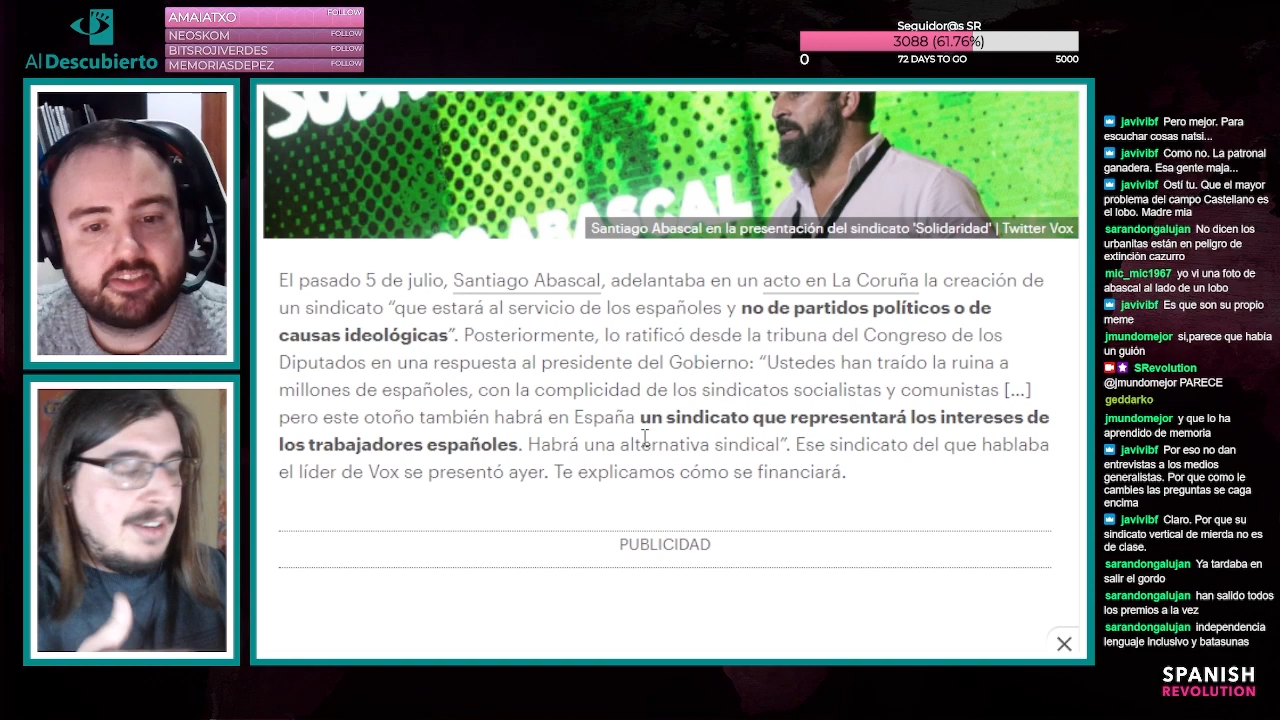 Al Descubierto
AMAIATXO FOLLOW
NEOSKOM FOLLOW
BITSROJIVERDES FOLLOW
MEMORIASDEPEZ FOLLOW
Seguidor@s SR
3088 (61.76%)
0 72 DAYS TO GO 5000
ABASCAL
Santiago Abascal en la presentación del sindicato 'Solidaridad' | Twitter Vox
El pasado 5 de julio, Santiago Abascal, adelantaba en un acto en La Coruña la creación de
un sindicato “que estará al servicio de los españoles y no de partidos políticos o de
causas ideológicas”. Posteriormente, lo ratificó desde la tribuna del Congreso de los
Diputados en una respuesta al presidente del Gobierno: “Ustedes han traído la ruina a
millones de españoles, con la complicidad de los sindicatos socialistas y comunistas [...]
pero este otoño también habrá en España un sindicato que representará los intereses de
los trabajadores españoles. Habrá una alternativa sindical”. Ese sindicato del que hablaba
el líder de Vox se presentó ayer. Te explicamos cómo se financiará.
PUBLICIDAD
javivibf Pero mejor. Para
escuchar cosas natsi...
javivibf Como no. La patronal
ganadera. Esa gente maja...
javivibf Ostí tu. Que el mayor
problema del campo Castellano es
el lobo. Madre mia
sarandongalujan No dicen los
urbanitas están en peligro de
extinción cazurro
mic_mic1967 yo vi una foto de
abascal al lado de un lobo
javivibf Es que son su propio
meme
jmundomejor si,parece que había
un guión
SRevolution
@jmundomejor PARECE
geddarko
jmundomejor y que lo ha
aprendido de memoria
javivibf Por eso no dan
entrevistas a los medios
generalistas. Por que como le
cambies las preguntas se caga
encima
javivibf Claro. Por que su
sindicato vertical de mierda no es
de clase.
sarandongalujan Ya tardaba en
salir el gordo
sarandongalujan han salido todos
los premios a la vez
sarandongalujan independencia
lenguaje inclusivo y batasunas
SPANISH
REVOLUTION